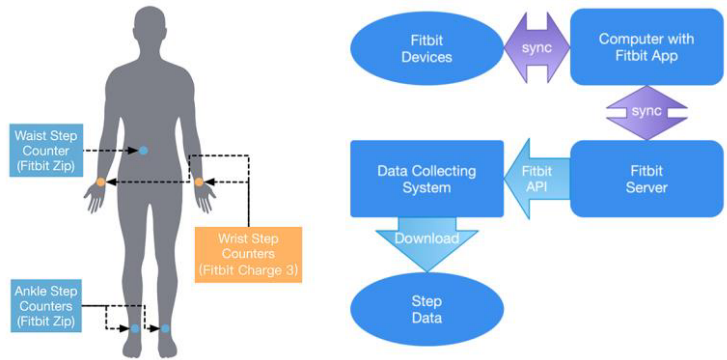 Waist Step
Counter
(Fitbit Zip)
Wrist Step
Counters
(Fitbit Charge 3)
Ankle Step
Counters
(Fitbit Zip)
Fitbit
Devices
sync
Computer with
Fitbit App
sync
Fitbit
Server
Fitbit
API
Data Collecting
System
Download
Step
Data